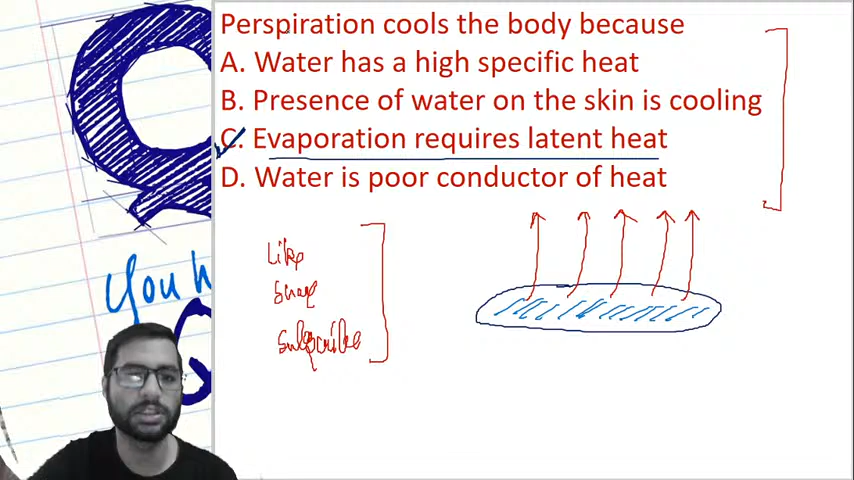 Perspiration cools the body because
A. Water has a high specific heat
B. Presence of water on the skin is cooling
C. Evaporation requires latent heat
D. Water is poor conductor of heat
Like
Subscribe